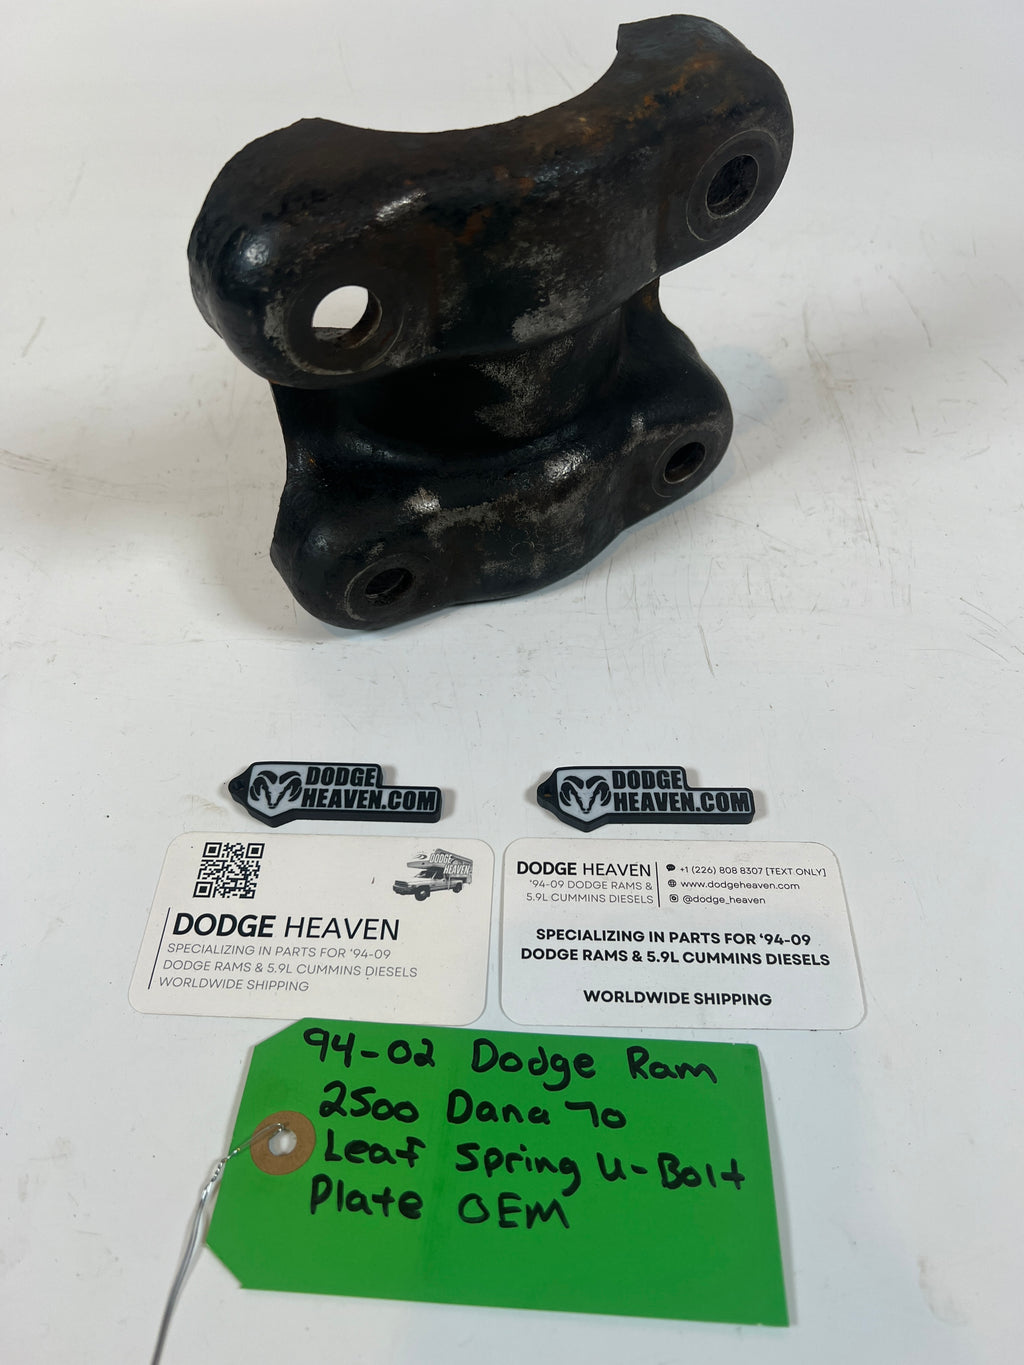 DODGE
HEAVEN.COM
DODGE
HEAVEN.COM
DODGE
HEAVEN
DODGE HEAVEN
SPECIALIZING IN PARTS FOR '94-09
DODGE RAMS & 5.9L CUMMINS DIESELS
WORLDWIDE SHIPPING
DODGE HEAVEN
'94-09 DODGE RAMS &
5.9L CUMMINS DIESELS
+1 (226) 808 8307 [TEXT ONLY]
www.dodgeheaven.com
@dodge_heaven
SPECIALIZING IN PARTS FOR '94-09
DODGE RAMS & 5.9L CUMMINS DIESELS
WORLDWIDE SHIPPING
94-02 Dodge Ram
2500 Dana 70
Leaf Spring U-Bolt
Plate OEM